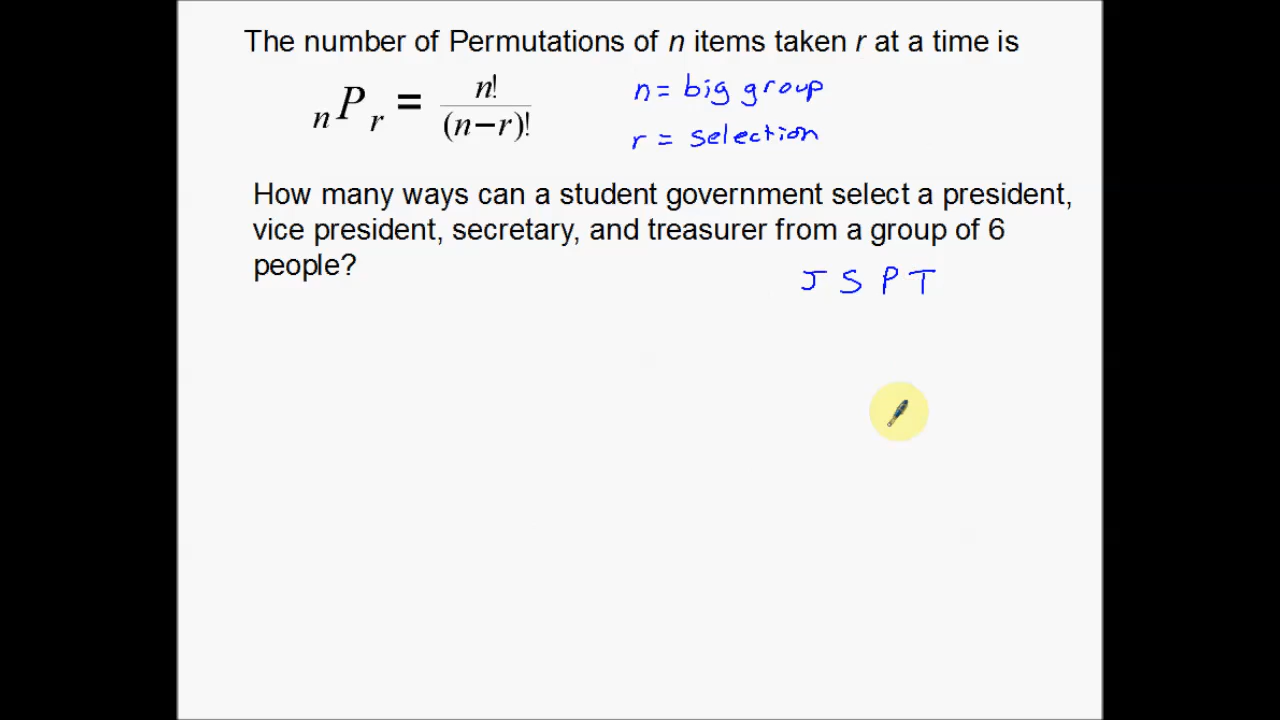 The number of Permutations of n items taken r at a time is
nPr = n!/(n−r)!
n = big group
r = selection
How many ways can a student government select a president,
vice president, secretary, and treasurer from a group of 6
people?
J S P T